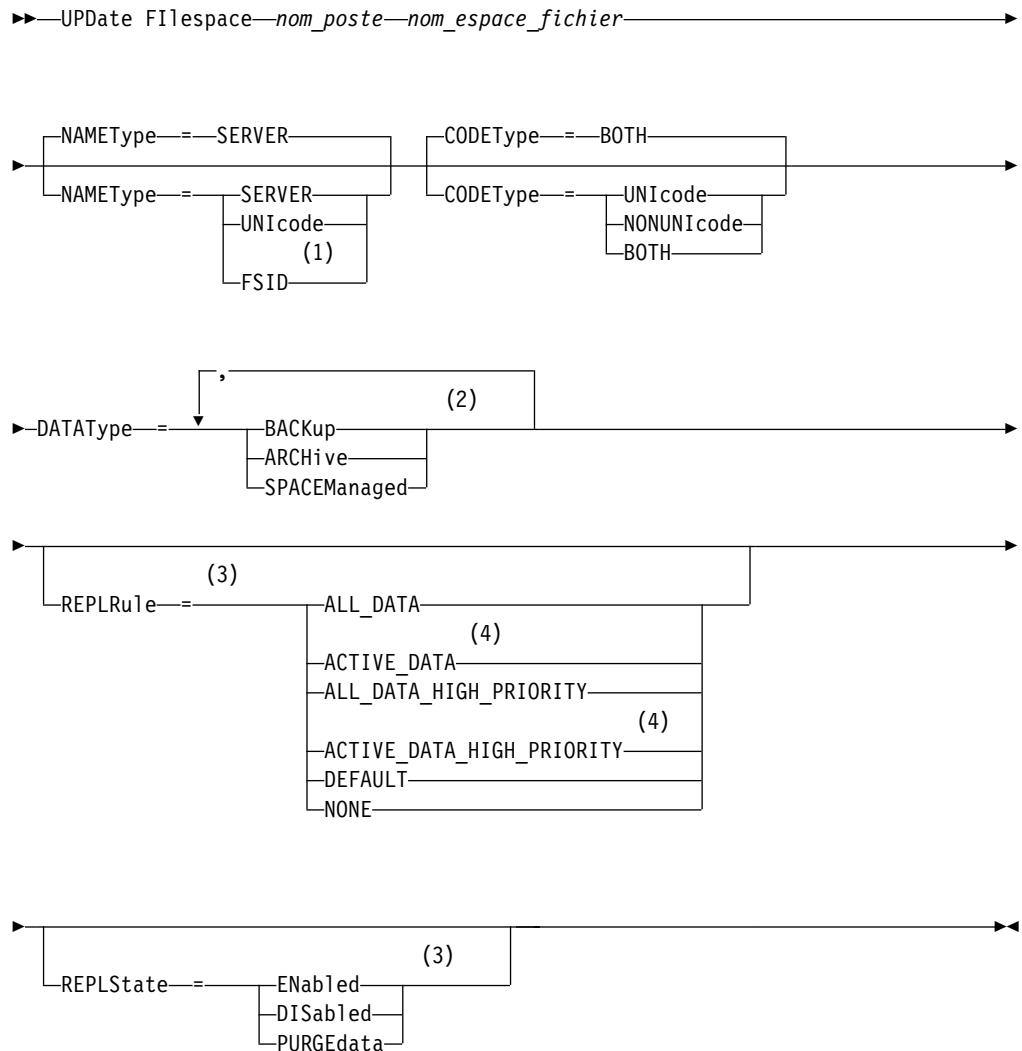 UPDate FIlespace nom_poste nom_espace_fichier
NAMEType = SERVER CODEType = BOTH
NAMEType = SERVER CODEType = UNIcode
UNIcode NONUNIcode
(1) BOTH
FSID
,
(2)
DATAType = BACKup
ARCHive
SPACEManaged
(3)
REPLRule = ALL_DATA
(4)
ACTIVE_DATA
ALL_DATA_HIGH_PRIORITY
(4)
ACTIVE_DATA_HIGH_PRIORITY
DEFAULT
NONE
(3)
REPLState = ENabled
DISabled
PURGEdata